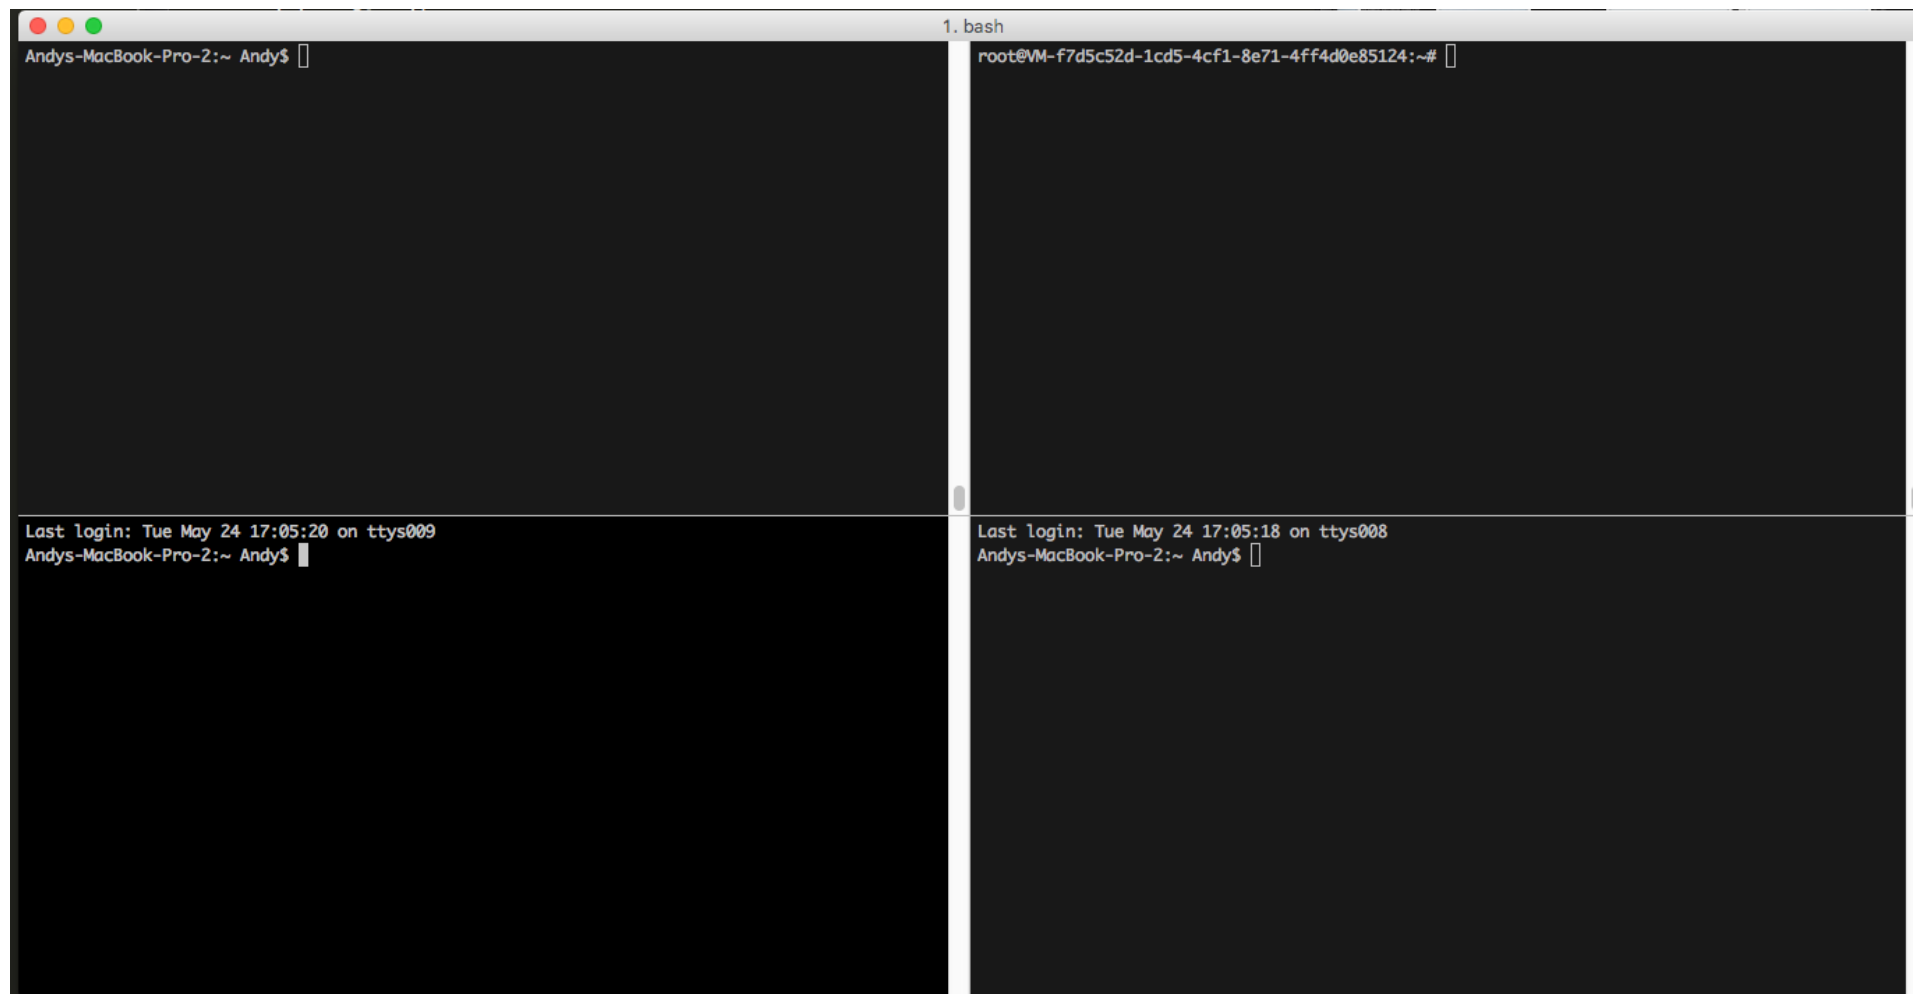 1. bash
Andys-MacBook-Pro-2:~ Andy$
root@VM-f7d5c52d-1cd5-4cf1-8e71-4ff4d0e85124:~#
Last login: Tue May 24 17:05:20 on ttys009
Andys-MacBook-Pro-2:~ Andy$
Last login: Tue May 24 17:05:18 on ttys008
Andys-MacBook-Pro-2:~ Andy$